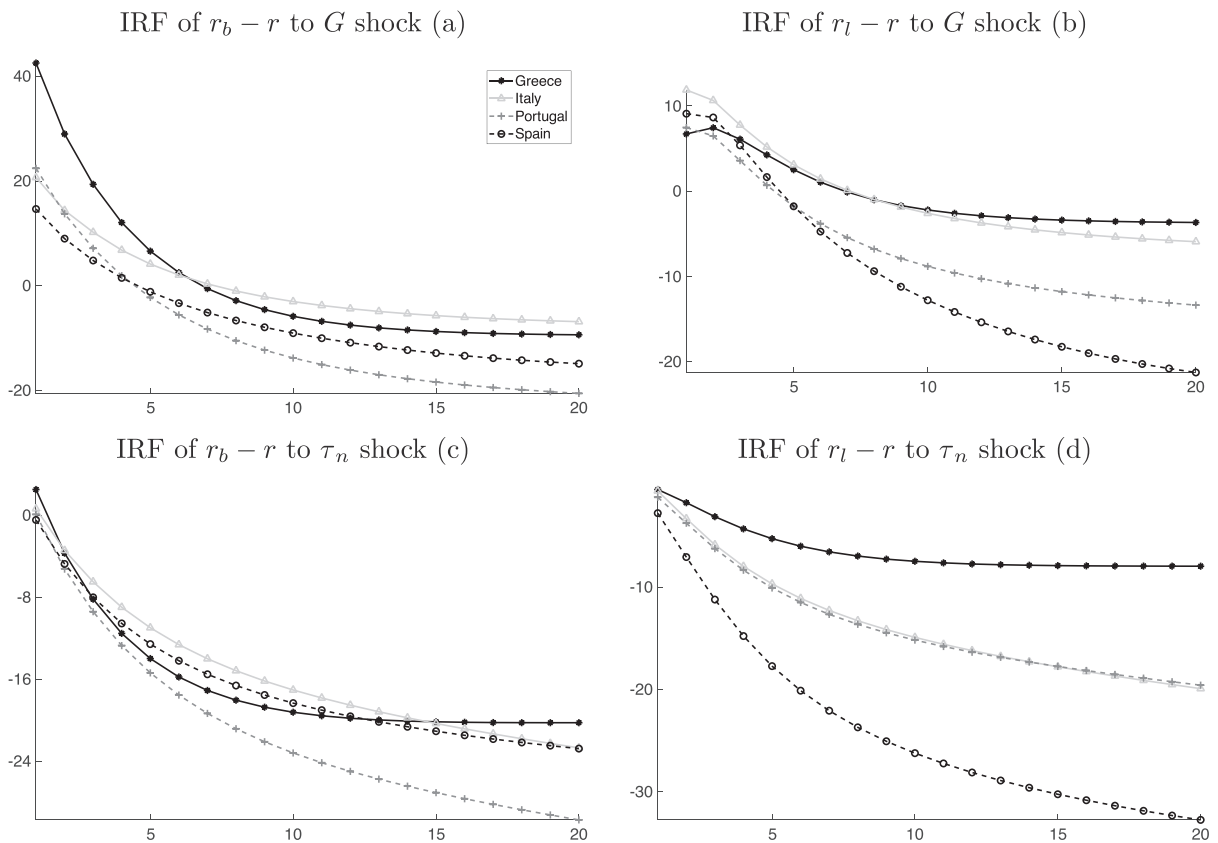 IRF of r_b − r to G shock (a)
40
20
0
-20
5 10 15 20
Greece
Italy
Portugal
Spain
IRF of r_l − r to G shock (b)
10
0
-10
-20
5 10 15 20
IRF of r_b − r to τ_n shock (c)
0
-8
-16
-24
5 10 15 20
IRF of r_l − r to τ_n shock (d)
-10
-20
-30
5 10 15 20